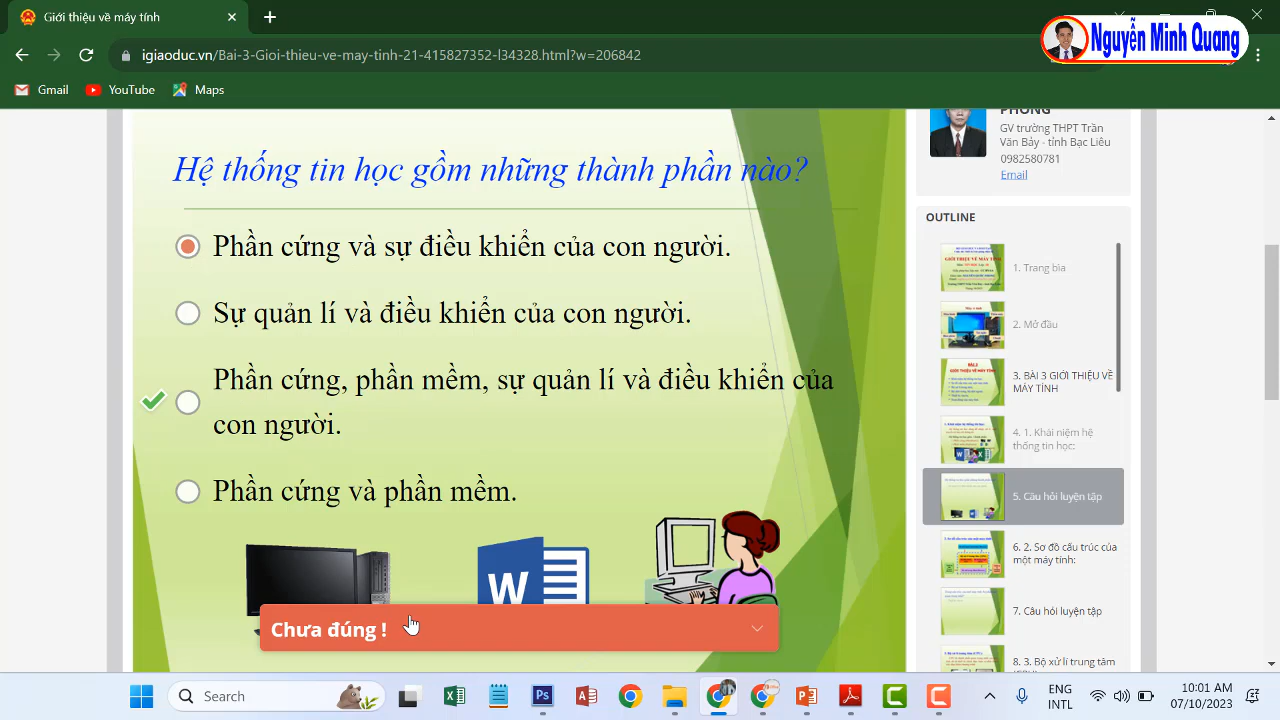 Giới thiệu về máy tính
Nguyễn Minh Quang
igiaoduc.vn/Bai-3-Gioi-thieu-ve-may-tinh-21-415827352-l34328.html?w=206842
Gmail
YouTube
Maps
Hệ thống tin học gồm những thành phần nào?
Phần cứng và sự điều khiển của con người.
Sự quản lí và điều khiển của con người.
Phần cứng, phần mềm, sự quản lí và điều khiển của
con người.
Phần cứng và phần mềm.
W
Chưa đúng !
PHONG
GV trường THPT Trần
Văn Bảy - tỉnh Bạc Liêu
0982580781
Email
OUTLINE
1. Trang bìa
2. Mở đầu
3. BÀI 3 GIỚI THIỆU VỀ
MÁY TÍNH
4. 1. Khái niệm hệ
thống tin học:
5. Câu hỏi luyện tập
6. 2. Sơ đồ cấu trúc của
một máy tính:
7. Câu hỏi luyện tập
8. 3. Bộ xử lí trung tâm
Search
ENG
INTL
10:01 AM
07/10/2023